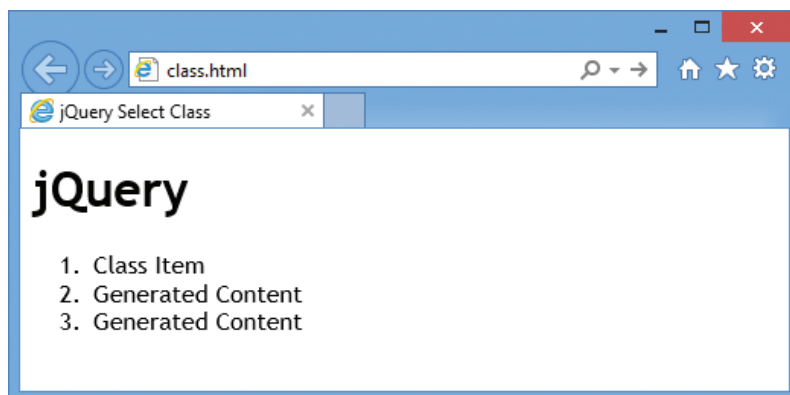 class.html
jQuery Select Class
jQuery
1. Class Item
2. Generated Content
3. Generated Content